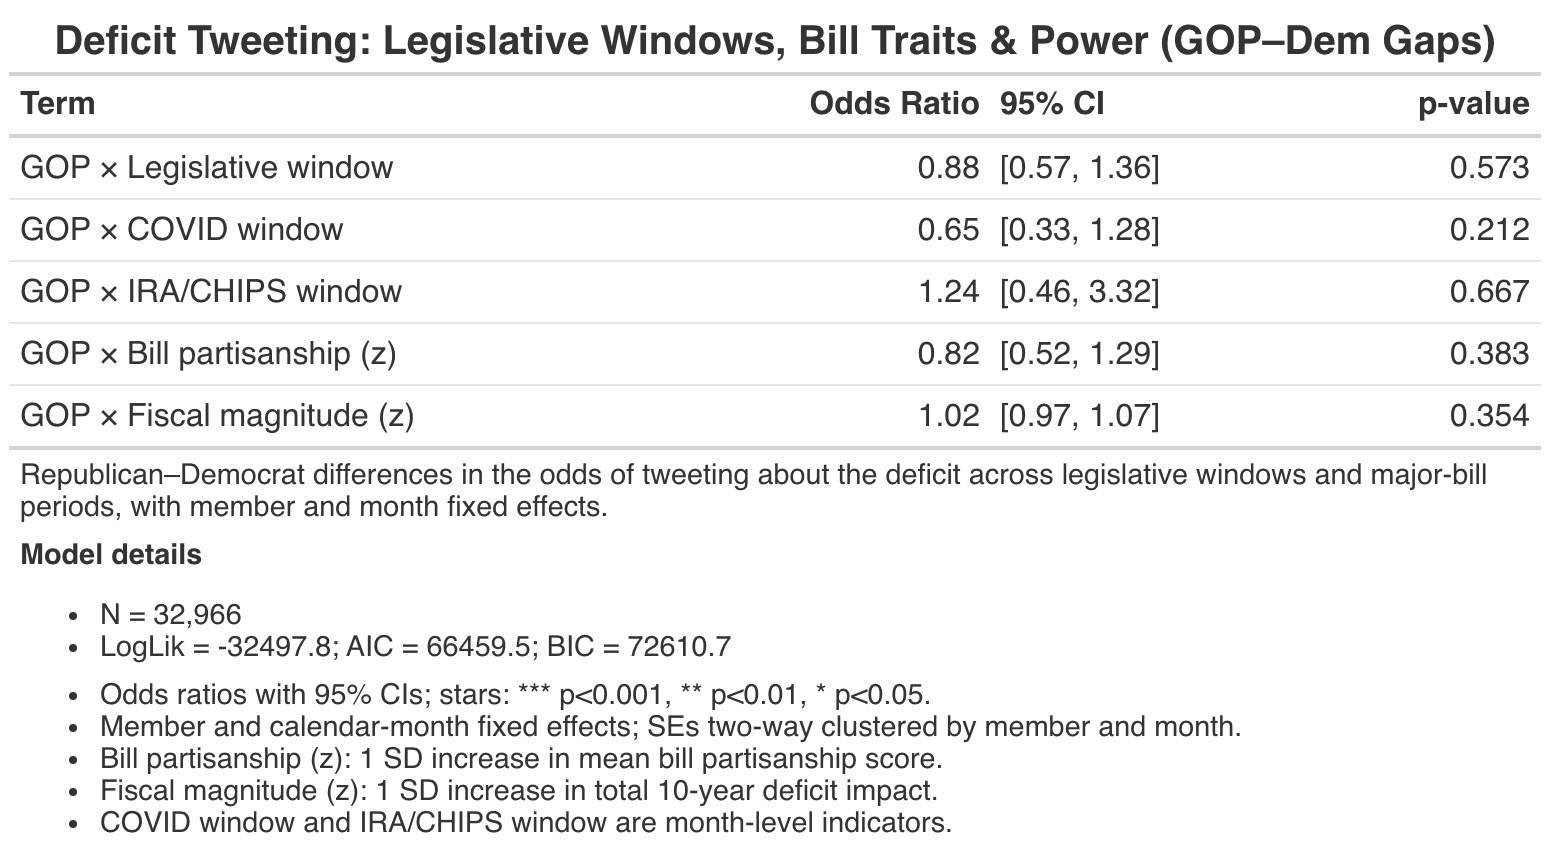 Deficit Tweeting: Legislative Windows, Bill Traits & Power (GOP–Dem Gaps)
Term Odds Ratio 95% CI p-value
GOP × Legislative window 0.88 [0.57, 1.36] 0.573
GOP × COVID window 0.65 [0.33, 1.28] 0.212
GOP × IRA/CHIPS window 1.24 [0.46, 3.32] 0.667
GOP × Bill partisanship (z) 0.82 [0.52, 1.29] 0.383
GOP × Fiscal magnitude (z) 1.02 [0.97, 1.07] 0.354
Republican–Democrat differences in the odds of tweeting about the deficit across legislative windows and major-bill
periods, with member and month fixed effects.
Model details
• N = 32,966
• LogLik = -32497.8; AIC = 66459.5; BIC = 72610.7
• Odds ratios with 95% CIs; stars: *** p<0.001, ** p<0.01, * p<0.05.
• Member and calendar-month fixed effects; SEs two-way clustered by member and month.
• Bill partisanship (z): 1 SD increase in mean bill partisanship score.
• Fiscal magnitude (z): 1 SD increase in total 10-year deficit impact.
• COVID window and IRA/CHIPS window are month-level indicators.